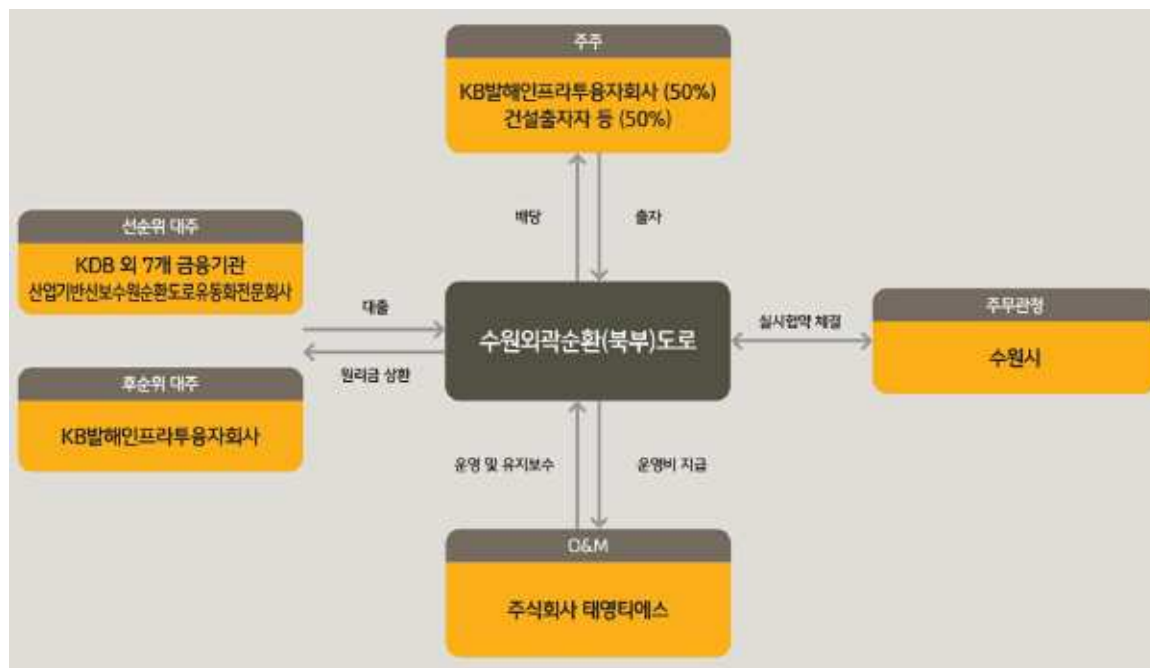 주주
KB발해인프라투융자회사 (50%)
건설출자자 등 (50%)
배당
출자
선순위 대주
KDB 외 7개 금융기관
산업기반신보수원순환도로유동화전문회사
대출
원리금 상환
후순위 대주
KB발해인프라투융자회사
수원외곽순환(북부)도로
실시협약 체결
주무관청
수원시
운영 및 유지보수
운영비 지급
O&M
주식회사 태영티에스